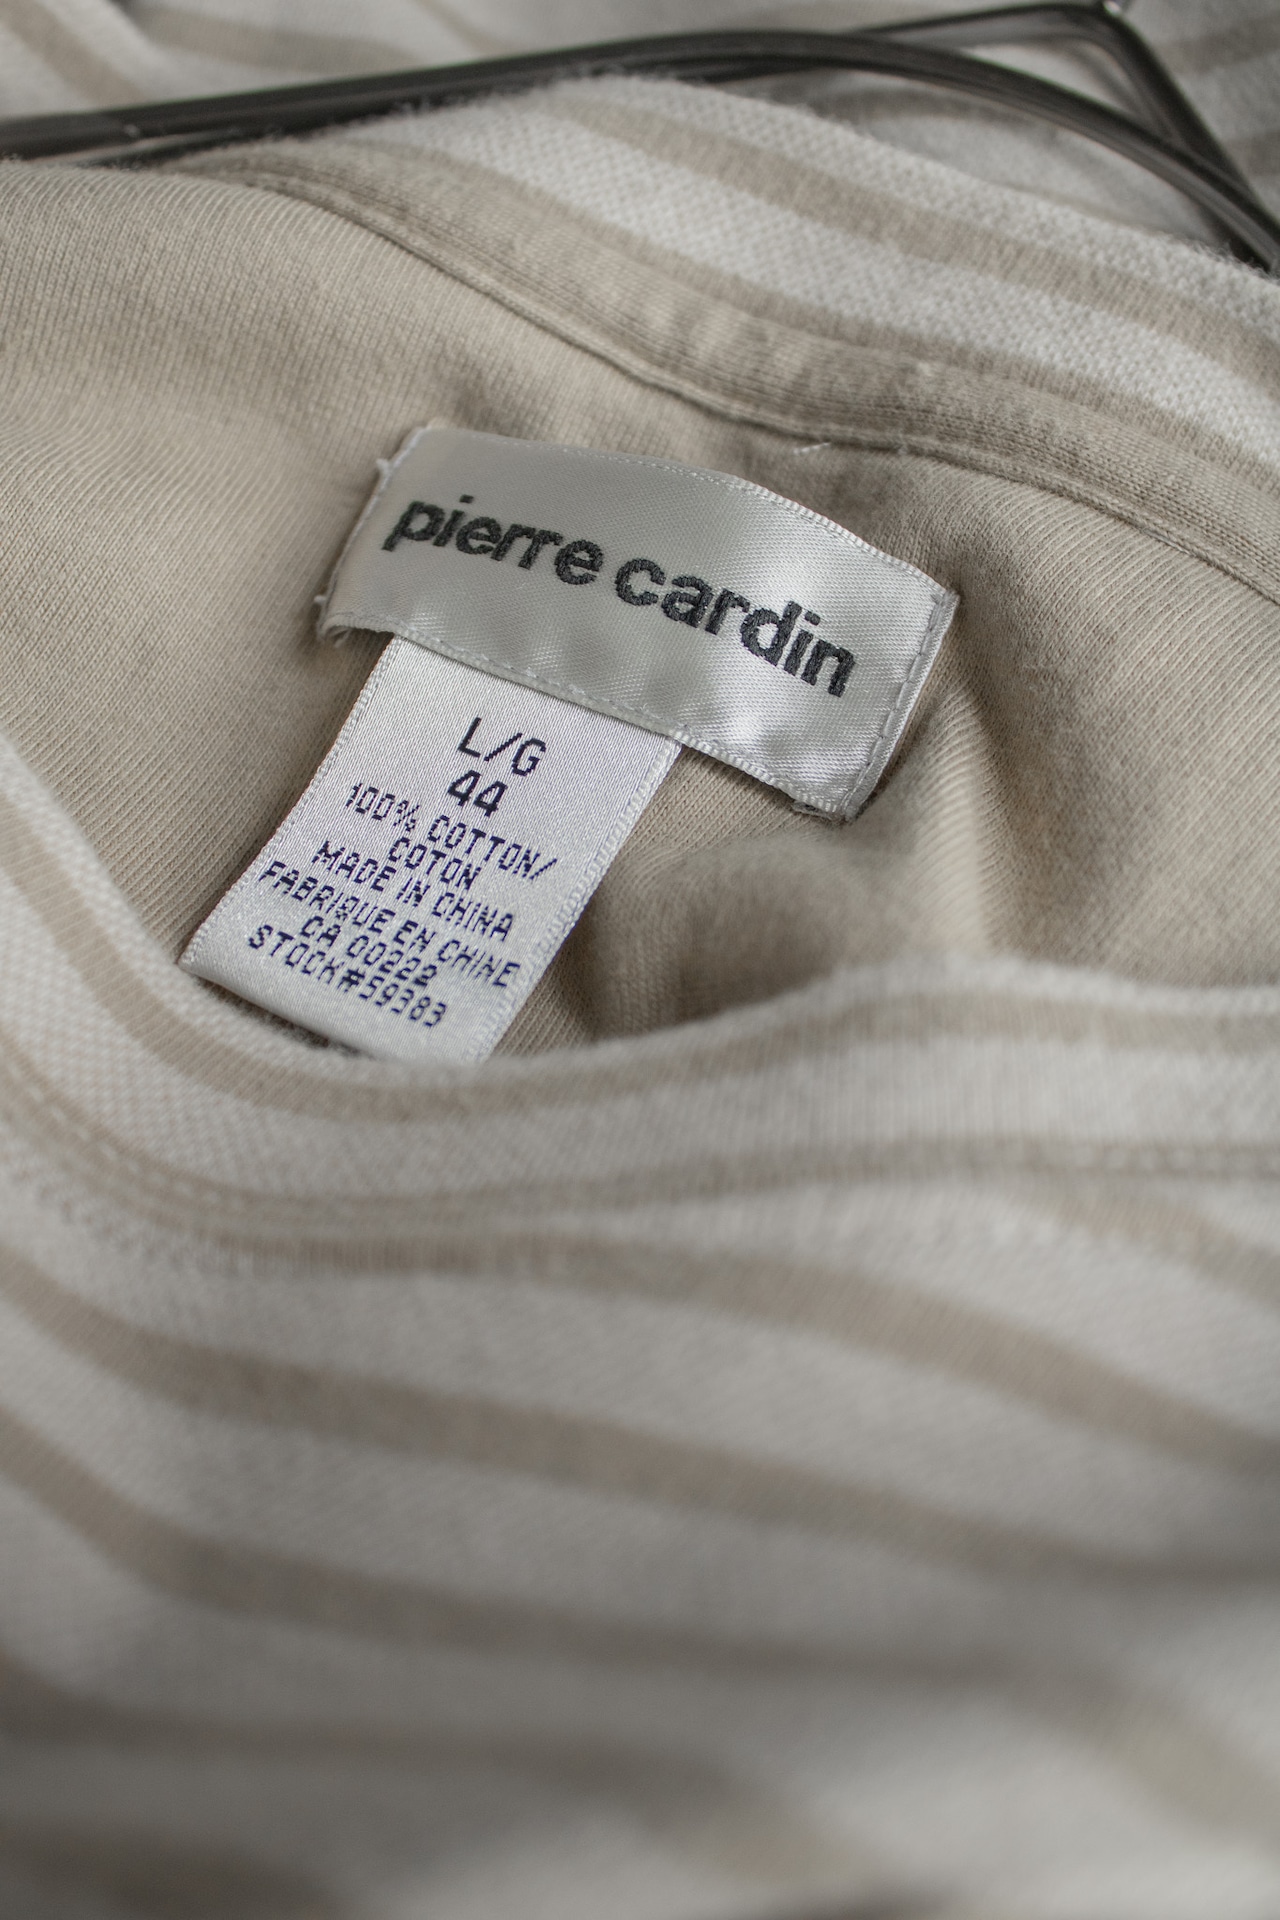 pierre cardin
L/G
44
100% COTTON/
COTON
MADE IN CHINA
FABRIQUE EN CHINE
CA 00222
STOCK#59383